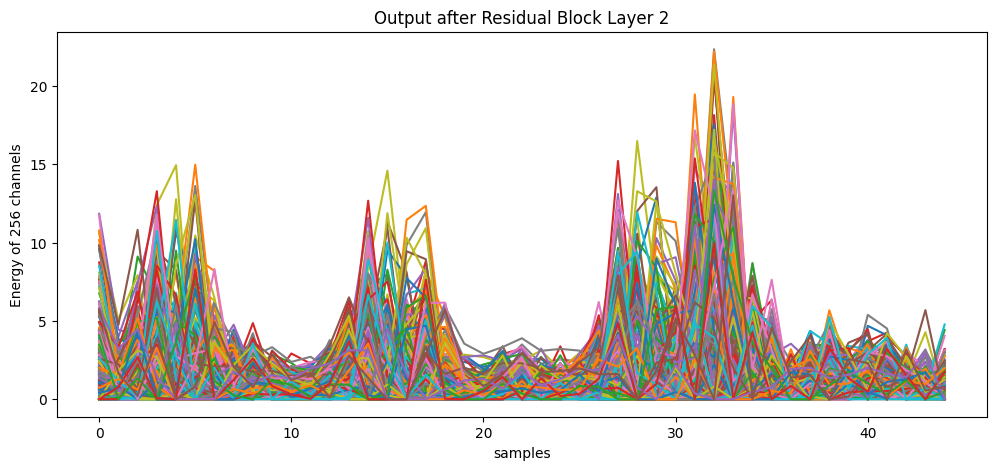 Output after Residual Block Layer 2
Energy of 256 channels
20
15
10
5
0
0 10 20 30 40
samples